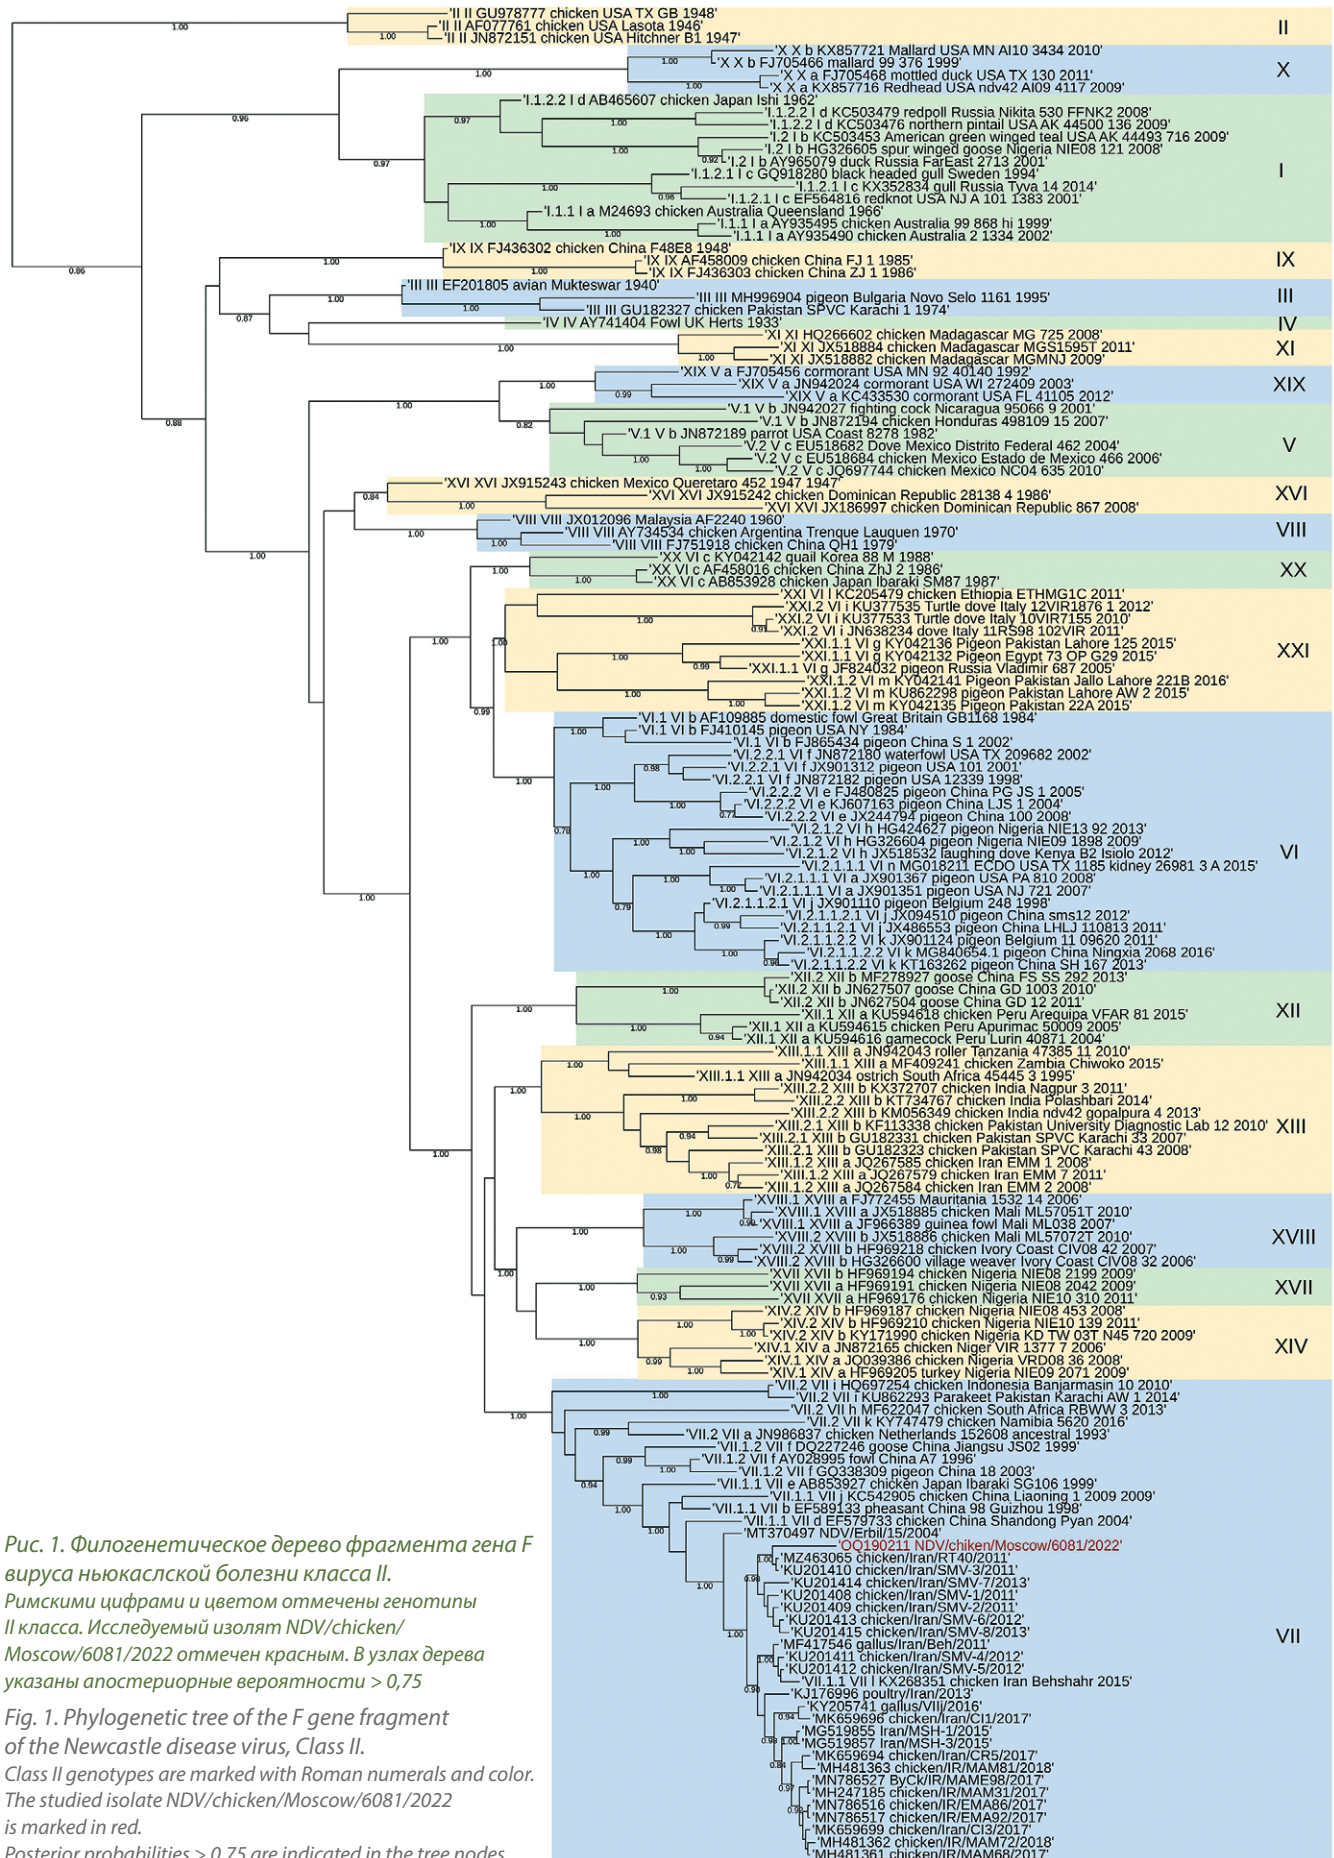 'II II GU978777 chicken USA TX GB 1948'
'II II AF077761 chicken USA Lasota 1946'
'II II JN872151 chicken USA Hitchner B1 1947'
II
'X X b KX857721 Mallard USA MN AI10 3434 2010'
'X X b FJ705466 mallard 99 376 1999'
'X X a FJ705468 mottled duck USA TX 130 2011'
'X X a KX857716 Redhead USA ndv42 AI09 4117 2009'
X
'I.1.2.2 I d AB465607 chicken Japan Ishi 1962'
'I.1.2.2 I d KC503479 redpoll Russia Nikita 530 FFNK2 2008'
'I.1.2.2 I d KC503476 northern pintail USA AK 44500 136 2009'
'I.2 I b KC503453 American green winged teal USA AK 44493 716 2009'
'I.2 I b HG326605 spur winged goose Nigeria NIE08 121 2008'
'I.2 I b AY965079 duck Russia FarEast 2713 2001'
'I.1.2.1 I c GQ918280 black headed gull Sweden 1994'
'I.1.2.1 I c KX352834 gull Russia Tyva 14 2014'
'I.1.2.1 I c EF564816 redknot USA NJ A 101 1383 2001'
'I.1.1 I a M24693 chicken Australia Queensland 1966'
'I.1.1 I a AY935495 chicken Australia 99 868 hi 1999'
'I.1.1 I a AY935490 chicken Australia 2 1334 2002'
I
'IX IX FJ436302 chicken China F48E8 1948'
'IX IX AF458009 chicken China FJ 1 1985'
'IX IX FJ436303 chicken China ZJ 1 1986'
IX
'III III EF201805 avian Mukteswar 1940'
'III III MH996904 pigeon Bulgaria Novo Selo 1161 1995'
'III III GU182327 chicken Pakistan SPVC Karachi 1 1974'
III
'IV IV AY741404 Fowl UK Herts 1933'
IV
'XI XI HQ266602 chicken Madagascar MG 725 2008'
'XI XI JX518884 chicken Madagascar MGS1595T 2011'
'XI XI JX518882 chicken Madagascar MGMNJ 2009'
XI
'XIX V a FJ705456 cormorant USA MN 92 40140 1992'
'XIX V a JN942024 cormorant USA WI 272409 2003'
'XIX V a KC433530 cormorant USA FL 41105 2012'
XIX
'V.1 V b JN942027 fighting cock Nicaragua 95066 9 2001'
'V.1 V b JN872194 chicken Honduras 498109 15 2007'
'V.1 V b JN872189 parrot USA Coast 8278 1982'
'V.2 V c EU518682 Dove Mexico Distrito Federal 462 2004'
'V.2 V c EU518684 chicken Mexico Estado de Mexico 466 2006'
'V.2 V c JQ697744 chicken Mexico NC04 635 2010'
V
'XVI XVI JX915243 chicken Mexico Queretaro 452 1947 1947'
'XVI XVI JX915242 chicken Dominican Republic 28138 4 1986'
'XVI XVI JX186997 chicken Dominican Republic 867 2008'
XVI
'VIII VIII JX012096 Malaysia AF2240 1960'
'VIII VIII AY734534 chicken Argentina Trenque Lauquen 1970'
'VIII VIII FJ751918 chicken China QH1 1979'
VIII
'XX VI c KY042142 quail Korea 88 M 1988'
'XX VI c AF458016 chicken China ZhJ 2 1986'
'XX VI c AB853928 chicken Japan Ibaraki SM87 1987'
XX
'XXI VI l KC205479 chicken Ethiopia ETHMG1C 2011'
'XXI.2 VI i KU377535 Turtle dove Italy 12VIR1876 1 2012'
'XXI.2 VI i KU377533 Turtle dove Italy 10VIR7155 2010'
'XXI.2 VI i JN638234 dove Italy 11RS98 102VIR 2011'
'XXI.1.1 VI g KY042136 Pigeon Pakistan Lahore 125 2015'
'XXI.1.1 VI g KY042132 Pigeon Egypt 73 OP G29 2015'
'XXI.1.1 VI g JF824032 pigeon Russia Vladimir 687 2005'
'XXI.1.2 VI m KY042141 Pigeon Pakistan Jallo Lahore 221B 2016'
'XXI.1.2 VI m KU862298 pigeon Pakistan Lahore AW 2 2015'
'XXI.1.2 VI m KY042135 Pigeon Pakistan 22A 2015'
XXI
'VI.1 VI b AF109885 domestic fowl Great Britain GB1168 1984'
'VI.1 VI b FJ410145 pigeon USA NY 1984'
'VI.1 VI b FJ865434 pigeon China S 1 2002'
'VI.2.2.1 VI f JN872180 waterfowl USA TX 209682 2002'
'VI.2.2.1 VI f JX901312 pigeon USA 101 2001'
'VI.2.2.1 VI f JN872182 pigeon USA 12339 1998'
'VI.2.2.2 VI e FJ480825 pigeon China PG JS 1 2005'
'VI.2.2.2 VI e KJ607163 pigeon China LJS 1 2004'
'VI.2.2.2 VI e JX244794 pigeon China 100 2008'
'VI.2.1.2 VI h HG424627 pigeon Nigeria NIE13 92 2013'
'VI.2.1.2 VI h HG326604 pigeon Nigeria NIE09 1898 2009'
'VI.2.1.2 VI h JX518532 laughing dove Kenya B2 Isiolo 2012'
'VI.2.1.1.1 VI n MG018211 ECDO USA TX 1185 kidney 26981 3 A 2015'
'VI.2.1.1.1 VI a JX901367 pigeon USA PA 810 2008'
'VI.2.1.1.1 VI a JX901351 pigeon USA NJ 721 2007'
'VI.2.1.1.2.1 VI j JX901110 pigeon Belgium 248 1998'
'VI.2.1.1.2.1 VI j JX094510 pigeon China sms12 2012'
'VI.2.1.1.2.1 VI j JX486553 pigeon China LHLJ 110813 2011'
'VI.2.1.1.2.2 VI k JX901124 pigeon Belgium 11 09620 2011'
'VI.2.1.1.2.2 VI k MG840654.1 pigeon China Ningxia 2068 2016'
'VI.2.1.1.2.2 VI k KT163262 pigeon China SH 167 2013'
VI
'XII.2 XII b MF278927 goose China FS SS 292 2013'
'XII.2 XII b JN627507 goose China GD 1003 2010'
'XII.2 XII b JN627504 goose China GD 12 2011'
'XII.1 XII a KU594618 chicken Peru Arequipa VFAR 81 2015'
'XII.1 XII a KU594615 chicken Peru Apurimac 50009 2005'
'XII.1 XII a KU594616 gamecock Peru Lurin 40871 2004'
XII
'XIII.1.1 XIII a JN942043 roller Tanzania 47385 11 2010'
'XIII.1.1 XIII a MF409241 chicken Zambia Chiwoko 2015'
'XIII.1.1 XIII a JN942034 ostrich South Africa 45445 3 1995'
'XIII.2.2 XIII b KX372707 chicken India Nagpur 3 2011'
'XIII.2.2 XIII b KT734767 chicken India Polashbari 2014'
'XIII.2.2 XIII b KM056349 chicken India ndv42 gopalpura 4 2013'
'XIII.2.1 XIII b KF113338 chicken Pakistan University Diagnostic Lab 12 2010'
'XIII.2.1 XIII b GU182331 chicken Pakistan SPVC Karachi 33 2007'
'XIII.2.1 XIII b GU182323 chicken Pakistan SPVC Karachi 43 2008'
'XIII.1.2 XIII a JQ267585 chicken Iran EMM 1 2008'
'XIII.1.2 XIII a JQ267579 chicken Iran EMM 7 2011'
'XIII.1.2 XIII a JQ267584 chicken Iran EMM 2 2008'
XIII
'XVIII.1 XVIII a FJ772455 Mauritania 1532 14 2006'
'XVIII.1 XVIII a JX518885 chicken Mali ML57051T 2010'
'XVIII.1 XVIII a JF966389 guinea fowl Mali ML038 2007'
'XVIII.2 XVIII b JX518886 chicken Mali ML57072T 2010'
'XVIII.2 XVIII b HF969218 chicken Ivory Coast CIV08 42 2007'
'XVIII.2 XVIII b HG326600 village weaver Ivory Coast CIV08 32 2006'
XVIII
'XVII XVII b HF969194 chicken Nigeria NIE08 2199 2009'
'XVII XVII a HF969191 chicken Nigeria NIE08 2042 2009'
'XVII XVII a HF969176 chicken Nigeria NIE10 310 2011'
XVII
'XIV.2 XIV b HF969187 chicken Nigeria NIE08 453 2008'
'XIV.2 XIV b HF969210 chicken Nigeria NIE10 139 2011'
'XIV.2 XIV b KY171990 chicken Nigeria KD TW 03T N45 720 2009'
'XIV.1 XIV a JN872165 chicken Niger VIR 1377 7 2006'
'XIV.1 XIV a JQ039386 chicken Nigeria VRD08 36 2008'
'XIV.1 XIV a HF969205 turkey Nigeria NIE09 2071 2009'
XIV
'VII.2 VII i HQ697254 chicken Indonesia Banjarmasin 10 2010'
'VII.2 VII i KU862293 Parakeet Pakistan Karachi AW 1 2014'
'VII.2 VII h MF622047 chicken South Africa RBWW 3 2013'
'VII.2 VII k KY747479 chicken Namibia 5620 2016'
'VII.2 VII a JN986837 chicken Netherlands 152608 ancestral 1993'
'VII.1.2 VII f DQ227246 goose China Jiangsu JS02 1999'
'VII.1.2 VII f AY028995 fowl China A7 1996'
'VII.1.2 VII f GQ338309 pigeon China 18 2003'
'VII.1.1 VII e AB853927 chicken Japan Ibaraki SG106 1999'
'VII.1.1 VII j KC542905 chicken China Liaoning 1 2009 2009'
'VII.1.1 VII b EF589133 pheasant China 98 Guizhou 1998'
'VII.1.1 VII d EF579733 chicken China Shandong Pyan 2004'
'MT370497 NDV/Erbil/15/2004'
'OQ190211 NDV/chiken/Moscow/6081/2022'
'MZ463065 chicken/Iran/RT40/2011'
'KU201410 chicken/Iran/SMV-3/2011'
'KU201414 chicken/Iran/SMV-7/2013'
'KU201408 chicken/Iran/SMV-1/2011'
'KU201409 chicken/Iran/SMV-2/2011'
'KU201413 chicken/Iran/SMV-6/2012'
'KU201415 chicken/Iran/SMV-8/2013'
'MF417546 gallus/Iran/Beh/2011'
'KU201411 chicken/Iran/SMV-4/2012'
'KU201412 chicken/Iran/SMV-5/2012'
'VII.1.1 VII l KX268351 chicken Iran Behshahr 2015'
'KJ176996 poultry/Iran/2013'
'KY205741 gallus/VIIj/2016'
'MK659696 chicken/Iran/CI1/2017'
'MG519855 Iran/MSH-1/2015'
'MG519857 Iran/MSH-3/2015'
'MK659694 chicken/Iran/CR5/2017'
'MH481363 chicken/IR/MAM81/2018'
'MN786527 ByCk/IR/MAME98/2017'
'MH247185 chicken/IR/MAM31/2017'
'MN786516 chicken/IR/EMA86/2017'
'MN786517 chicken/IR/EMA92/2017'
'MK659699 chicken/Iran/CI3/2017'
'MH481362 chicken/IR/MAM72/2018'
'MH481361 chicken/IR/MAM68/2017'
VII
Рис. 1. Филогенетическое дерево фрагмента гена F
вируса ньюкаслской болезни класса II.
Римскими цифрами и цветом отмечены генотипы
II класса. Исследуемый изолят NDV/chicken/
Moscow/6081/2022 отмечен красным. В узлах дерева
указаны апостериорные вероятности > 0,75
Fig. 1. Phylogenetic tree of the F gene fragment
of the Newcastle disease virus, Class II.
Class II genotypes are marked with Roman numerals and color.
The studied isolate NDV/chicken/Moscow/6081/2022
is marked in red.
Posterior probabilities > 0.75 are indicated in the tree nodes